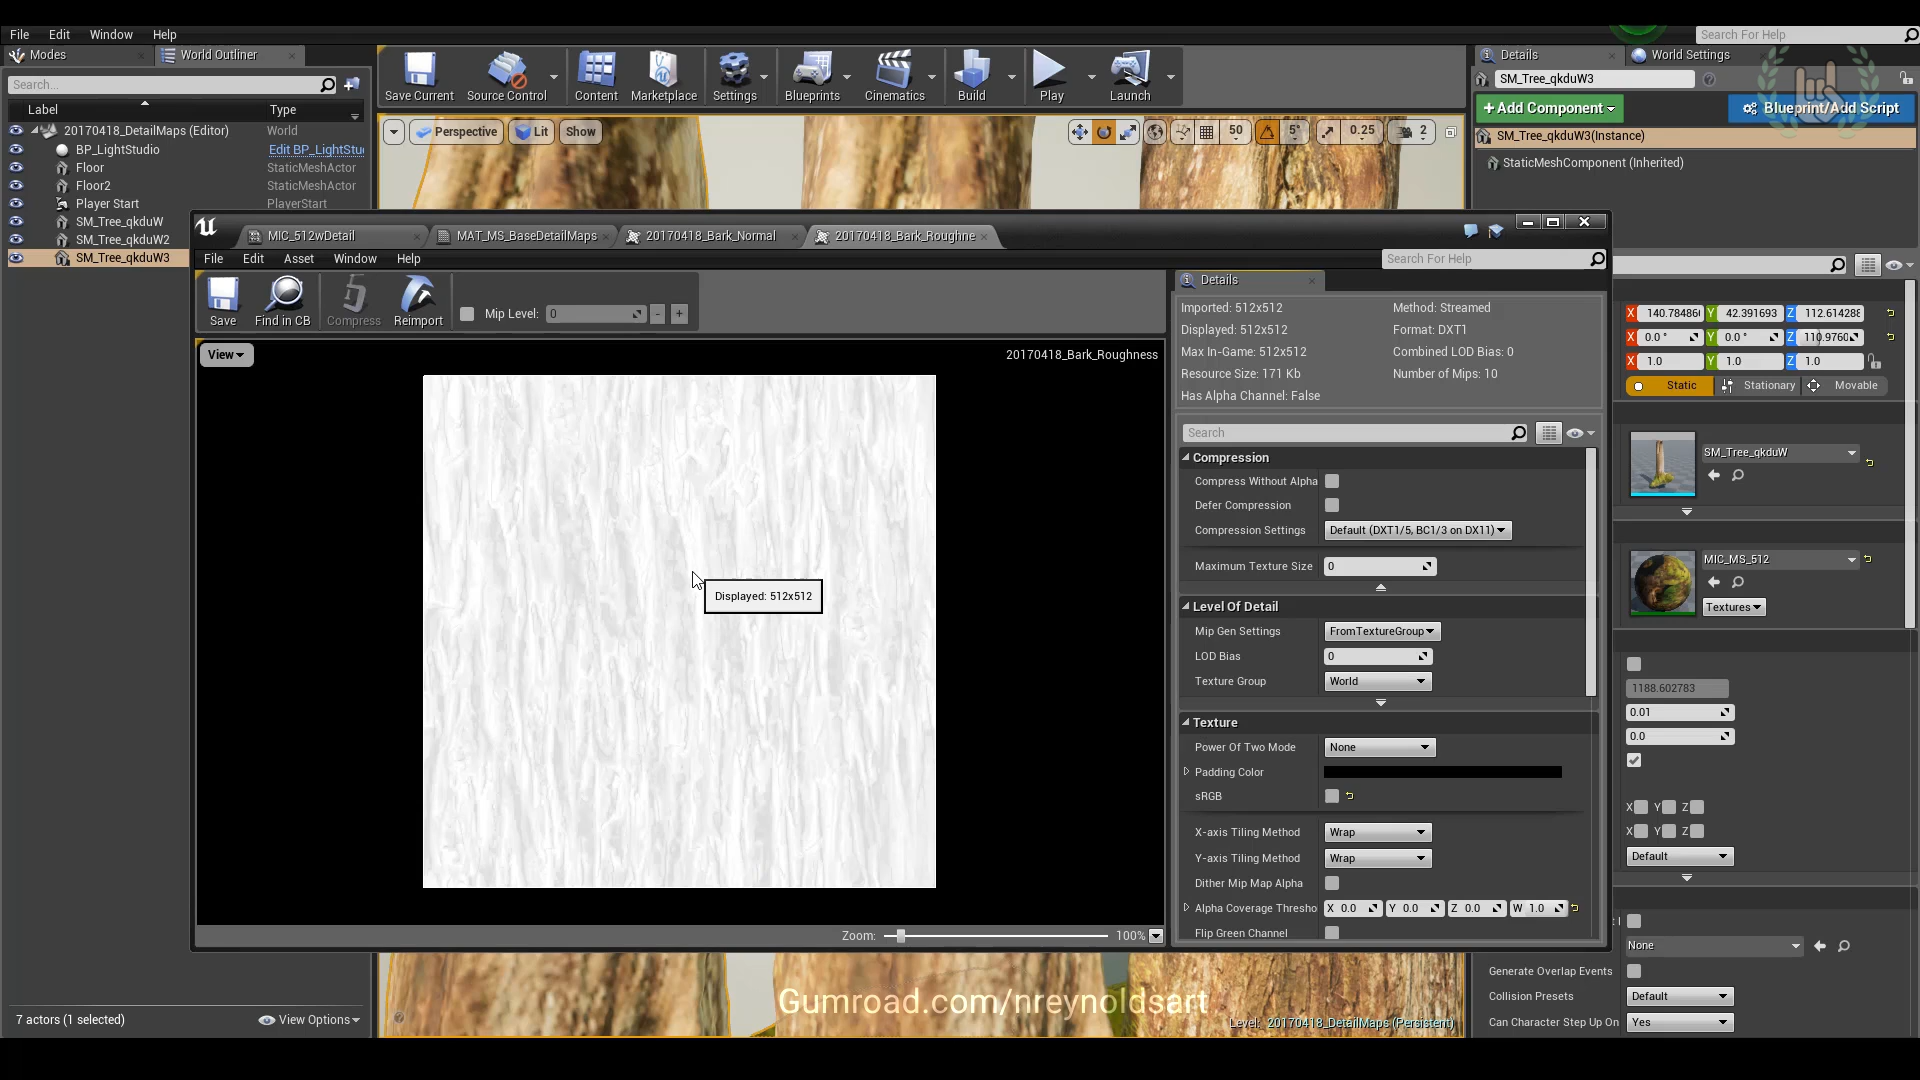 File Edit Window Help
Search For Help
Modes
World Outliner
Search...
Label Type
20170418_DetailMaps (Editor) World
BP_LightStudio Edit BP_LightStu
Floor StaticMeshActor
Floor2 StaticMeshActor
Player Start PlayerStart
SM_Tree_qkduW
SM_Tree_qkduW2
SM_Tree_qkduW3
7 actors (1 selected)
View Options
Save Current Source Control Content Marketplace Settings Blueprints Cinematics Build Play Launch
Perspective Lit Show
50 5° 0.25 2
MIC_512wDetail MAT_MS_BaseDetailMaps 20170418_Bark_Normal 20170418_Bark_Roughne
File Edit Asset Window Help
Search For Help
Save Find in CB Compress Reimport
Mip Level: 0 - +
View
20170418_Bark_Roughness
Displayed: 512x512
Zoom: 100%
Details
Imported: 512x512 Method: Streamed
Displayed: 512x512 Format: DXT1
Max In-Game: 512x512 Combined LOD Bias: 0
Resource Size: 171 Kb Number of Mips: 10
Has Alpha Channel: False
Search
Compression
Compress Without Alpha
Defer Compression
Compression Settings Default (DXT1/5, BC1/3 on DX11)
Maximum Texture Size 0
Level Of Detail
Mip Gen Settings FromTextureGroup
LOD Bias 0
Texture Group World
Texture
Power Of Two Mode None
Padding Color
sRGB
X-axis Tiling Method Wrap
Y-axis Tiling Method Wrap
Dither Mip Map Alpha
Alpha Coverage Thresho X 0.0 Y 0.0 Z 0.0 W 1.0
Flip Green Channel
Gumroad.com/nreynoldsart
Level: 20170418_DetailMaps (Persistent)
Details World Settings
SM_Tree_qkduW3
+Add Component Blueprint/Add Script
SM_Tree_qkduW3(Instance)
StaticMeshComponent (Inherited)
X 140.784866 Y 42.391693 Z 112.614288
X 0.0 ° Y 0.0 ° Z 110.9760
X 1.0 Y 1.0 Z 1.0
Static Stationary Movable
SM_Tree_qkduW
MIC_MS_512
Textures
1188.602783
0.01
0.0
X Y Z
X Y Z
Default
None
Generate Overlap Events
Collision Presets Default
Can Character Step Up On Yes